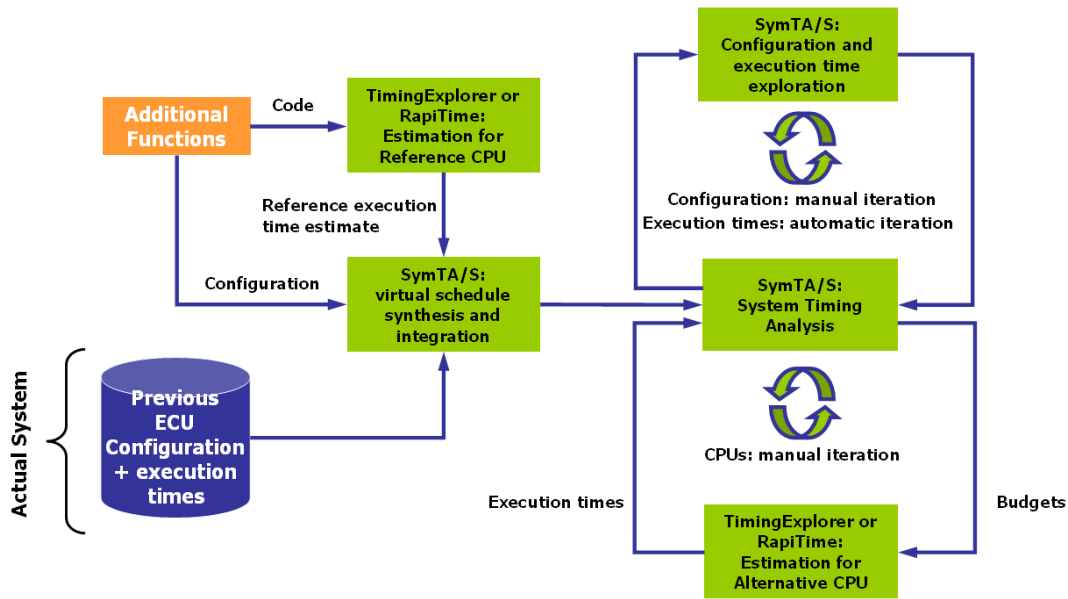 Additional
Functions
Code
TimingExplorer or
RapiTime:
Estimation for
Reference CPU
Reference execution
time estimate
Configuration
SymTA/S:
virtual schedule
synthesis and
integration
Actual System
Previous
ECU
Configuration
+ execution
times
SymTA/S:
Configuration and
execution time
exploration
Configuration: manual iteration
Execution times: automatic iteration
SymTA/S:
System Timing
Analysis
CPUs: manual iteration
Execution times
Budgets
TimingExplorer or
RapiTime:
Estimation for
Alternative CPU